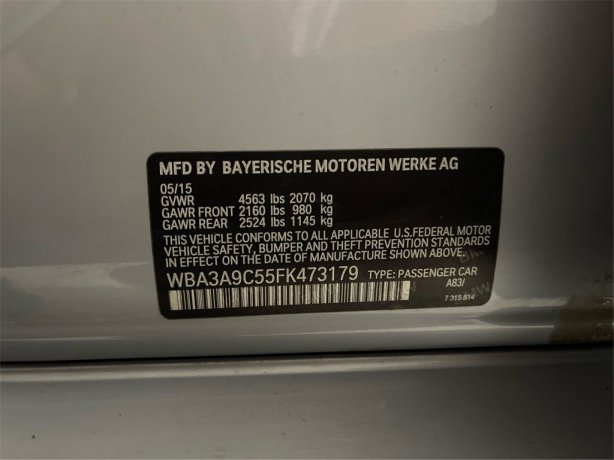 MFD BY BAYERISCHE MOTOREN WERKE AG
05/15
GVWR 4563 lbs 2070 kg
GAWR FRONT 2160 lbs 980 kg
GAWR REAR 2524 lbs 1145 kg
THIS VEHICLE CONFORMS TO ALL APPLICABLE U.S.FEDERAL MOTOR
VEHICLE SAFETY, BUMPER AND THEFT PREVENTION STANDARDS
IN EFFECT ON THE DATE OF MANUFACTURE SHOWN ABOVE.
WBA3A9C55FK473179 TYPE: PASSENGER CAR
A83/
7 315 814